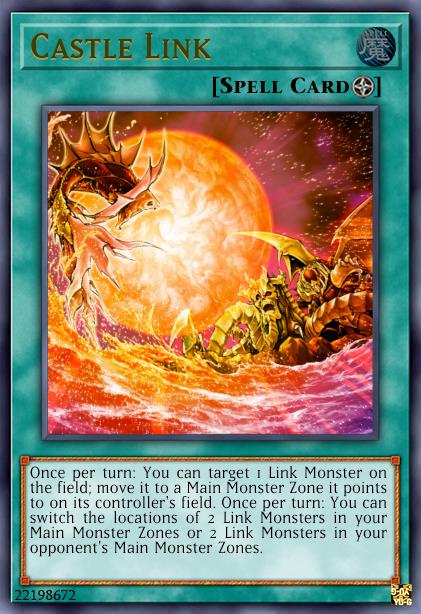 Castle Link
魔
[Spell Card]
Once per turn: You can target 1 Link Monster on
the field; move it to a Main Monster Zone it points
to on its controller's field. Once per turn: You can
switch the locations of 2 Link Monsters in your
Main Monster Zones or 2 Link Monsters in your
opponent's Main Monster Zones.
22198672